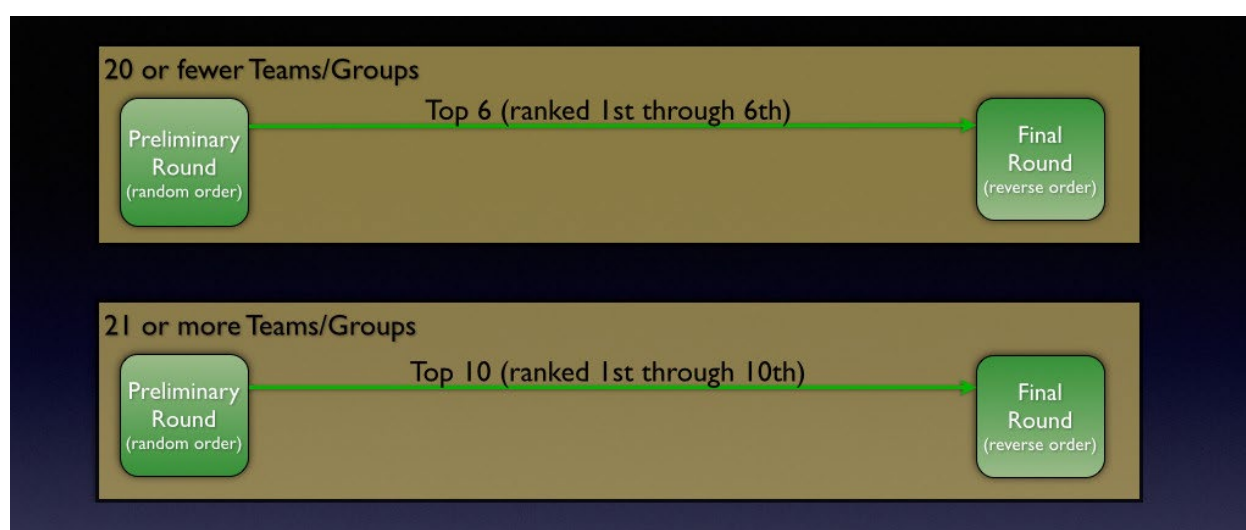 20 or fewer Teams/Groups
Top 6 (ranked 1st through 6th)
Preliminary
Round
(random order)
Final
Round
(reverse order)
21 or more Teams/Groups
Top 10 (ranked 1st through 10th)
Preliminary
Round
(random order)
Final
Round
(reverse order)